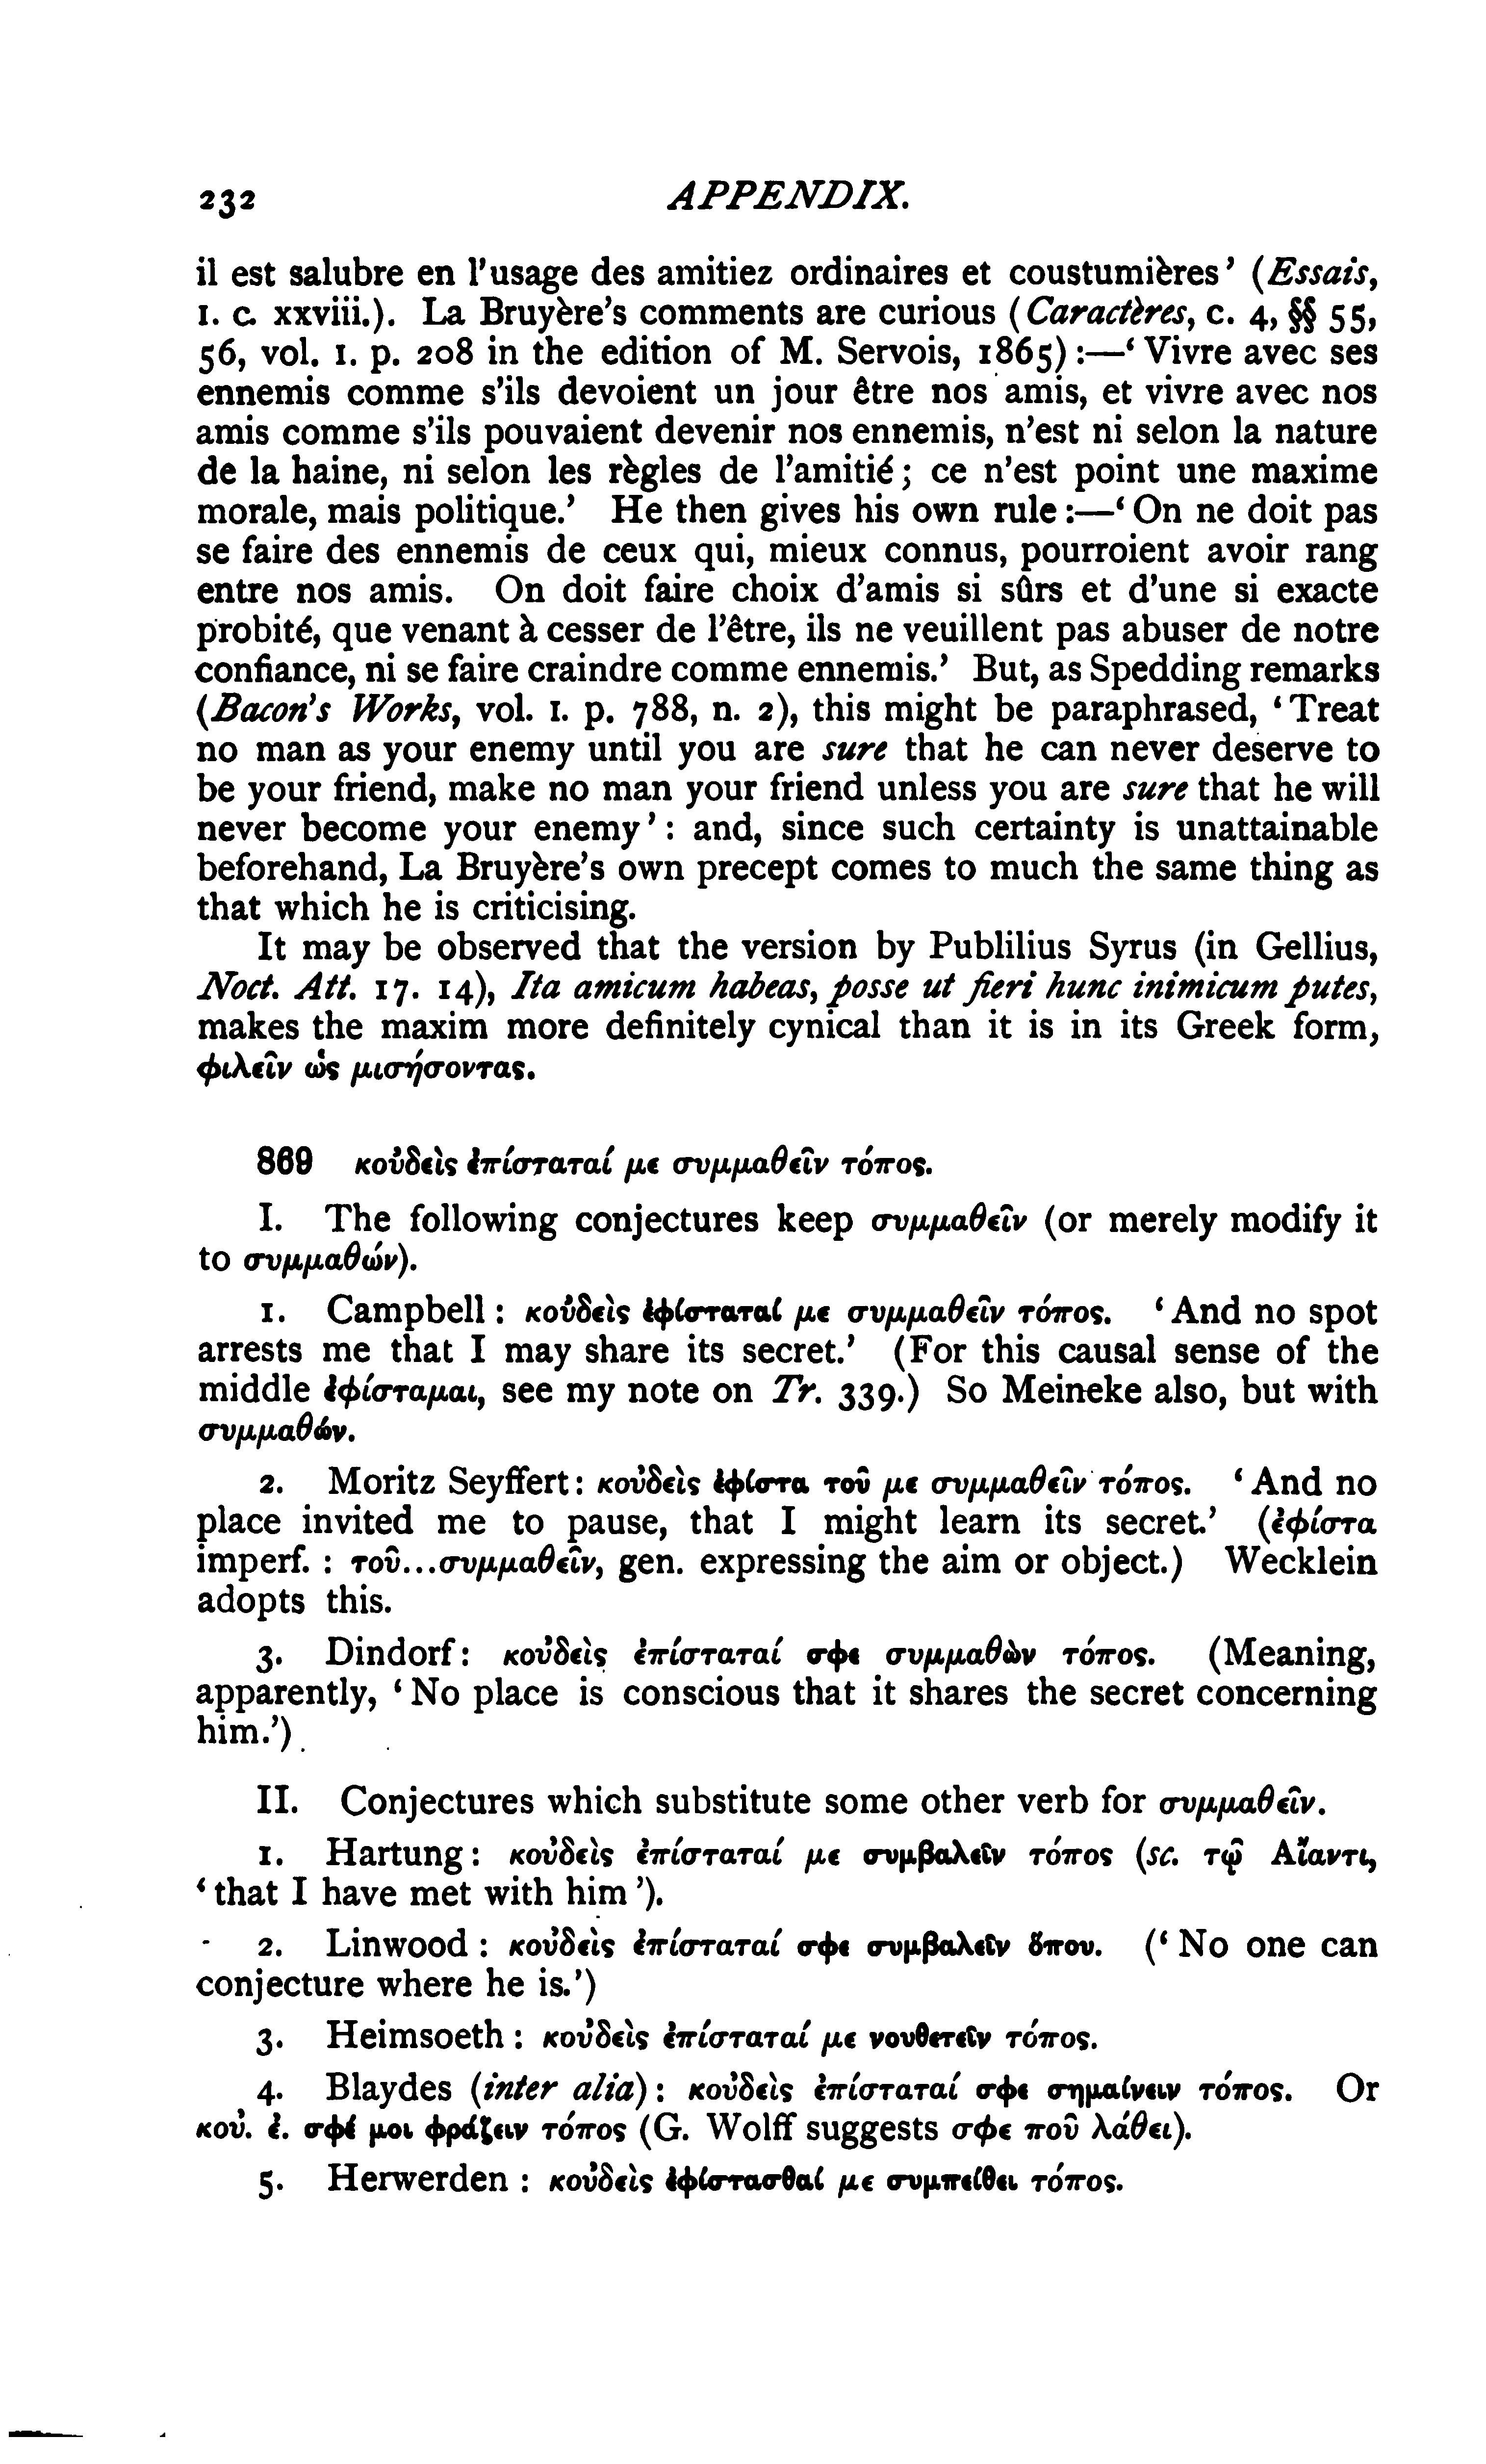 232 APPENDIX.
il est salubre en l'usage des amitiez ordinaires et coustumières' (Essais,
I. c. xxviii.). La Bruyère's comments are curious (Caractères, c. 4, §§ 55,
56, vol. I. p. 208 in the edition of M. Servois, 1865) :—'Vivre avec ses
ennemis comme s'ils devoient un jour être nos amis, et vivre avec nos
amis comme s'ils pouvaient devenir nos ennemis, n'est ni selon la nature
de la haine, ni selon les règles de l'amitié; ce n'est point une maxime
morale, mais politique.' He then gives his own rule :—'On ne doit pas
se faire des ennemis de ceux qui, mieux connus, pourroient avoir rang
entre nos amis. On doit faire choix d'amis si sûrs et d'une si exacte
probité, que venant à cesser de l'être, ils ne veuillent pas abuser de notre
confiance, ni se faire craindre comme ennemis.' But, as Spedding remarks
(Bacon's Works, vol. I. p. 788, n. 2), this might be paraphrased, 'Treat
no man as your enemy until you are sure that he can never deserve to
be your friend, make no man your friend unless you are sure that he will
never become your enemy': and, since such certainty is unattainable
beforehand, La Bruyère's own precept comes to much the same thing as
that which he is criticising.
It may be observed that the version by Publilius Syrus (in Gellius,
Noct. Att. 17. 14), Ita amicum habeas, posse ut fieri hunc inimicum putes,
makes the maxim more definitely cynical than it is in its Greek form,
φιλεῖν ὡς μισήσοντας.
869 κοὐδεὶς ἐπίσταταί με συμμαθεῖν τόπος.
I. The following conjectures keep συμμαθεῖν (or merely modify it
to συμμαθών).
1. Campbell: κοὐδεὶς ἐφίσταταί με συμμαθεῖν τόπος. 'And no spot
arrests me that I may share its secret.' (For this causal sense of the
middle ἐφίσταμαι, see my note on Tr. 339.) So Meineke also, but with
συμμαθών.
2. Moritz Seyffert: κοὐδεὶς ἐφίστα τοῦ με συμμαθεῖν τόπος. 'And no
place invited me to pause, that I might learn its secret.' (ἐφίστα
imperf. : τοῦ...συμμαθεῖν, gen. expressing the aim or object.) Wecklein
adopts this.
3. Dindorf: κοὐδεὶς ἐπίσταταί σφε συμμαθὼν τόπος. (Meaning,
apparently, 'No place is conscious that it shares the secret concerning
him.')
II. Conjectures which substitute some other verb for συμμαθεῖν.
1. Hartung: κοὐδεὶς ἐπίσταταί με συμβαλεῖν τόπος (sc. τῷ Αἴαντι,
'that I have met with him').
2. Linwood: κοὐδεὶς ἐπίσταταί σφε συμβαλεῖν ὅπου. ('No one can
conjecture where he is.')
3. Heimsoeth: κοὐδεὶς ἐπίσταταί με νουθετεῖν τόπος.
4. Blaydes (inter alia): κοὐδεὶς ἐπίσταταί σφε σημαίνειν τόπος. Or
κοὐ. ἐ. σφέ μοι φράζειν τόπος (G. Wolff suggests σφε ποῦ λάθει).
5. Herwerden: κοὐδεὶς ἐφίστασθαί με συμπείθει τόπος.